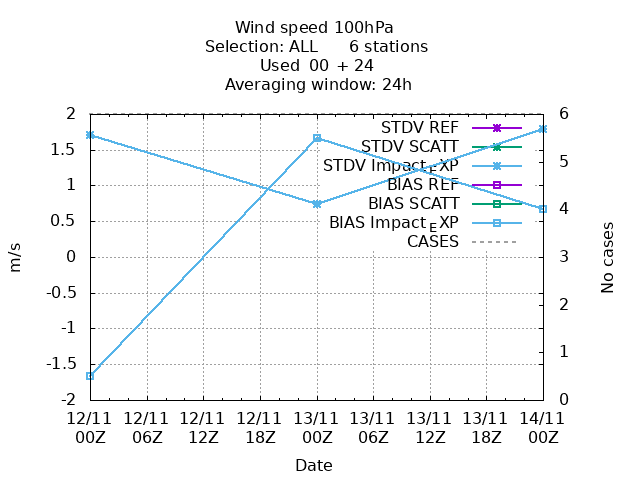 Wind speed 100hPa
Selection: ALL 6 stations
Used 00 + 24
Averaging window: 24h
2
1.5
1
0.5
0
-0.5
-1
-1.5
-2
m/s
6
5
4
3
2
1
0
No cases
STDV REF
STDV SCATT
STDV Impact_EXP
BIAS REF
BIAS SCATT
BIAS Impact_EXP
CASES
12/11 12/11 12/11 12/11 13/11 13/11 13/11 13/11 14/11
00Z 06Z 12Z 18Z 00Z 06Z 12Z 18Z 00Z
Date